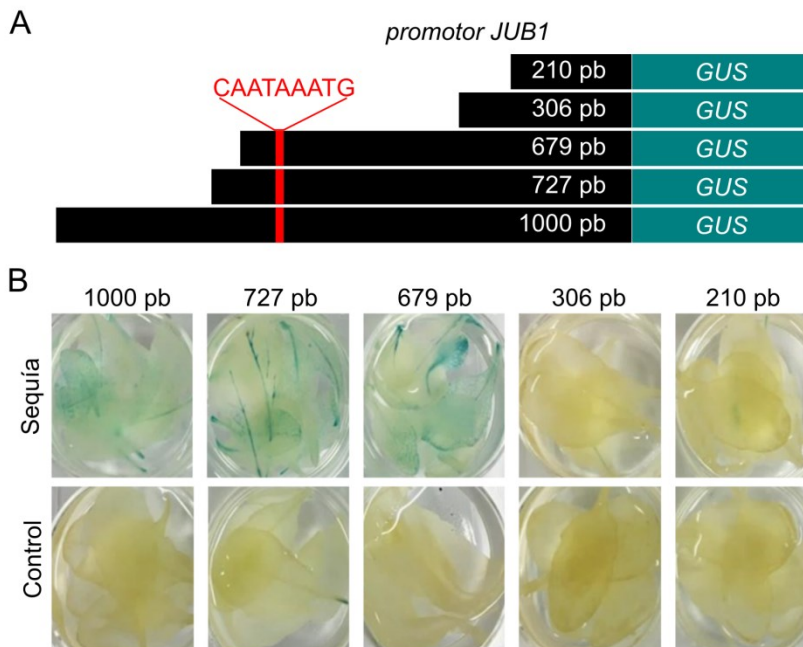 A
promotor JUB1
210 pb GUS
CAATAAATG
306 pb GUS
679 pb GUS
727 pb GUS
1000 pb GUS
B
1000 pb 727 pb 679 pb 306 pb 210 pb
Sequía
Control